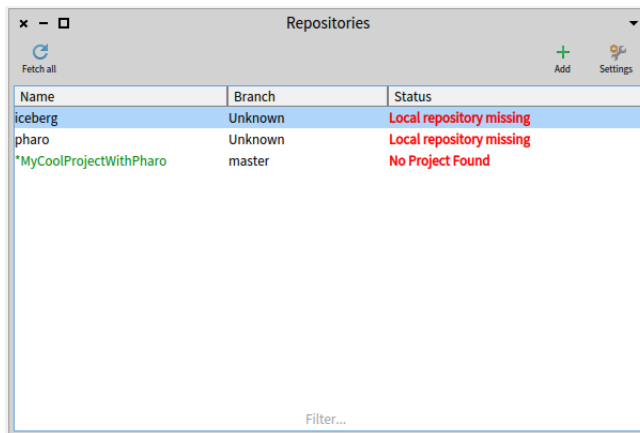 Repositories
Fetch all
Add
Settings
Name Branch Status
iceberg Unknown Local repository missing
pharo Unknown Local repository missing
*MyCoolProjectWithPharo master No Project Found
Filter...